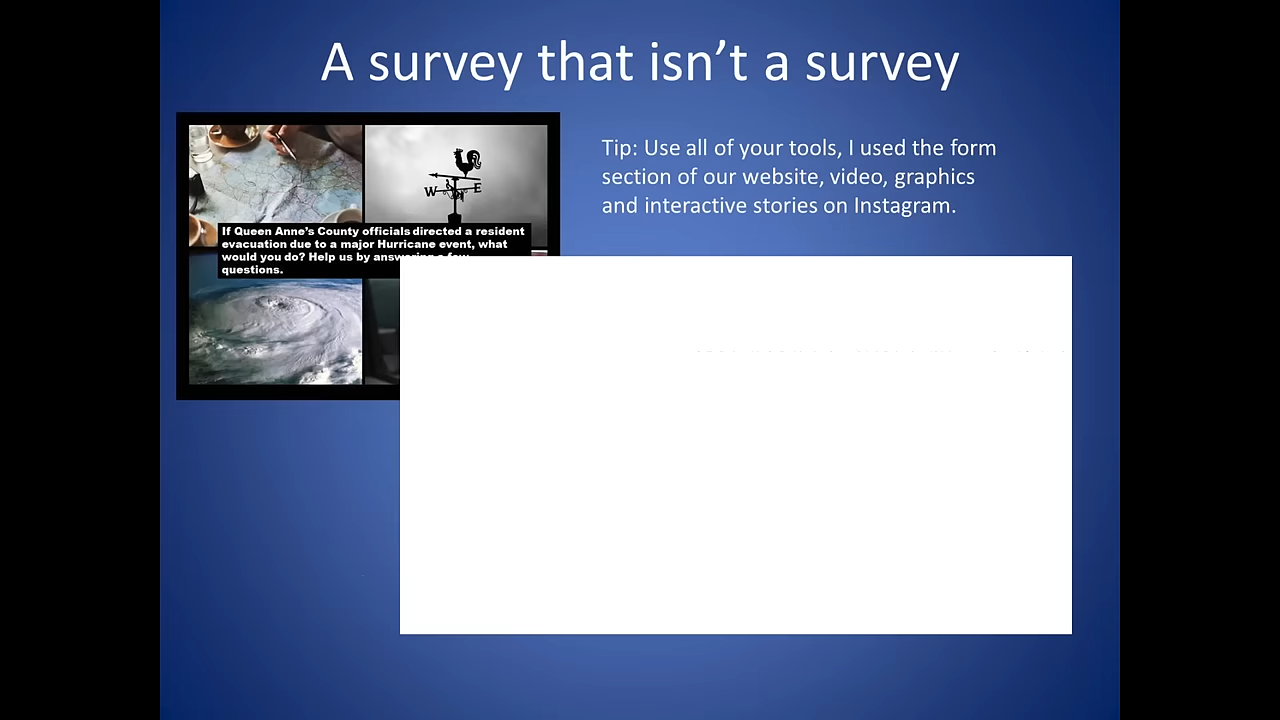 A survey that isn’t a survey
Tip: Use all of your tools, I used the form
section of our website, video, graphics
and interactive stories on Instagram.
W E
If Queen Anne’s County officials directed a resident
evacuation due to a major Hurricane event, what
would you do? Help us by answering a few
questions.